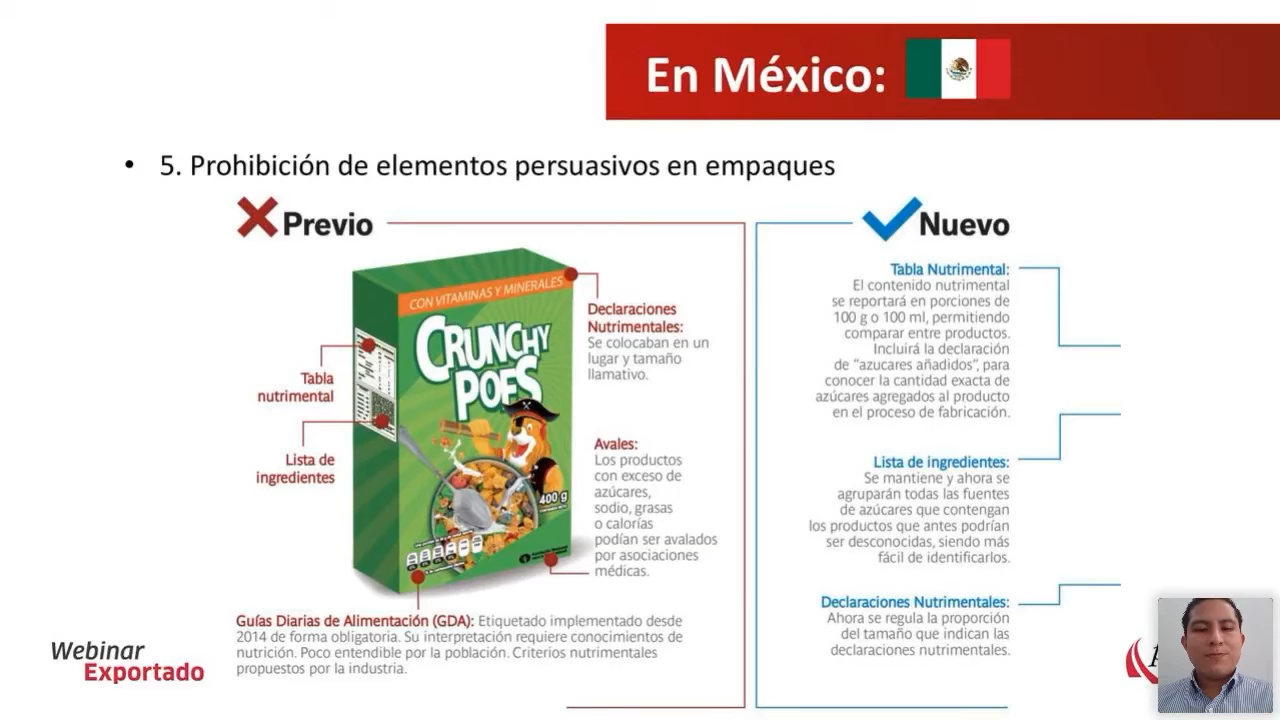 En México:
• 5. Prohibición de elementos persuasivos en empaques
Previo
CON VITAMINAS Y MINERALES
CRUNCHY
POFS
400 g
Tabla
nutrimental
Lista de
ingredientes
Declaraciones
Nutrimentales:
Se colocaban en un
lugar y tamaño
llamativo.
Avales:
Los productos
con exceso de
azúcares,
sodio, grasas
o calorías
podían ser avalados
por asociaciones
médicas.
Guías Diarias de Alimentación (GDA): Etiquetado implementado desde
2014 de forma obligatoria. Su interpretación requiere conocimientos de
nutrición. Poco entendible por la población. Criterios nutrimentales
propuestos por la industria.
Nuevo
Tabla Nutrimental:
El contenido nutrimental
se reportará en porciones de
100 g o 100 ml, permitiendo
comparar entre productos.
Incluirá la declaración
de “azucares añadidos”, para
conocer la cantidad exacta de
azúcares agregados al producto
en el proceso de fabricación.
Lista de ingredientes:
Se mantiene y ahora se
agruparán todas las fuentes
de azúcares que contengan
los productos que antes podrían
ser desconocidas, siendo más
fácil de identificarlos.
Declaraciones Nutrimentales:
Ahora se regula la proporción
del tamaño que indican las
declaraciones nutrimentales.
Webinar
Exportado